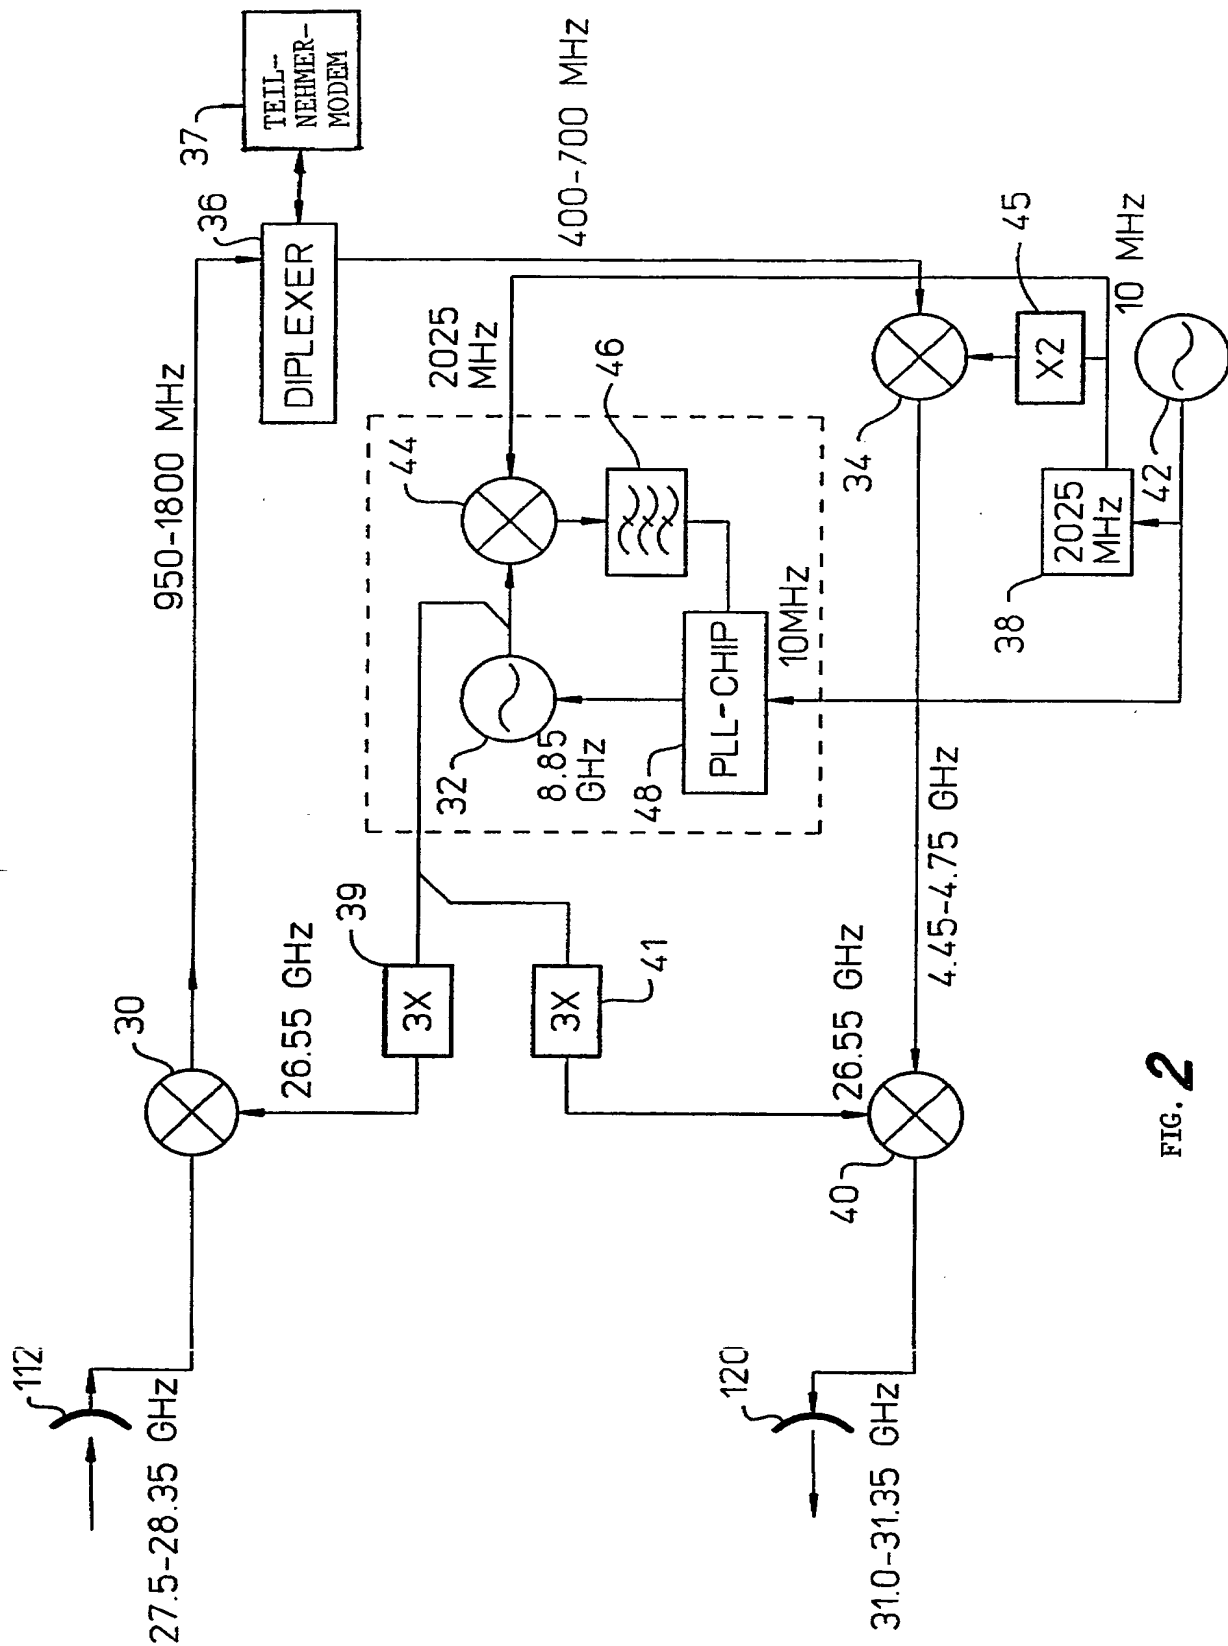 112
27.5-28.35 GHz
30
950-1800 MHz
36
DIPLEXER
37
TEIL-
NEHMER-
MODEM
26.55 GHz
39
3X
3X
41
32
8.85
GHz
44
2025
MHz
46
48
PLL-CHIP
10MHz
400-700 MHz
120
31.0-31.35 GHz
40
26.55 GHz
4.45-4.75 GHz
34
X2
45
38
2025
MHz
42
10 MHz
FIG. 2